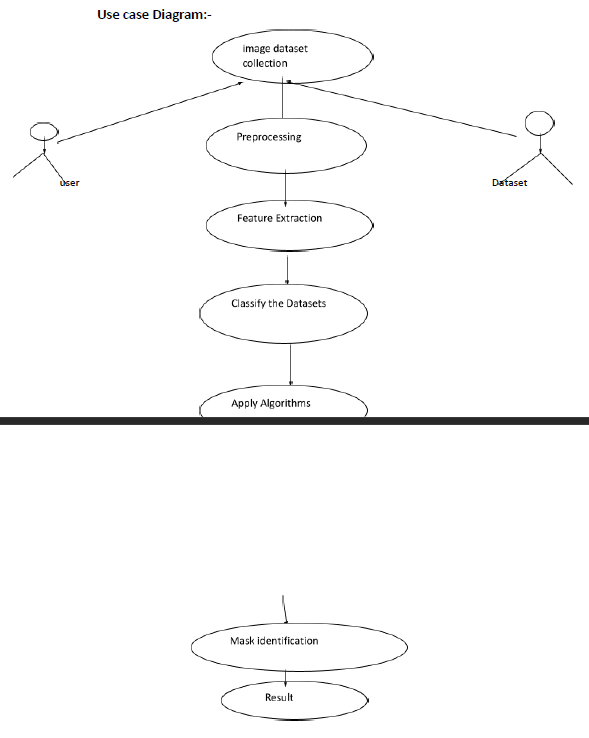 Use case Diagram:-
image dataset
collection
Preprocessing
user
Dataset
Feature Extraction
Classify the Datasets
Apply Algorithms
Mask identification
Result